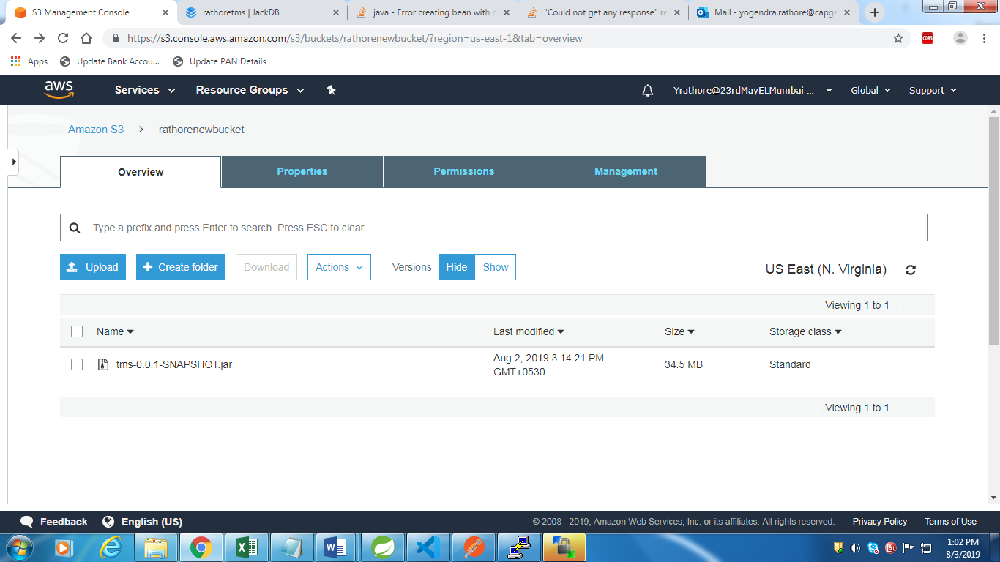 S3 Management Console
rathoretms | JackDB
java - Error creating bean with n
"Could not get any response" re
Mail - yogendra.rathore@capge
https://s3.console.aws.amazon.com/s3/buckets/rathorenewbucket/?region=us-east-1&tab=overview
CORS
Apps
Update Bank Accou...
Update PAN Details
aws
Services
Resource Groups
Yrathore@23rdMayELMumbai ...
Global
Support
Amazon S3 > rathorenewbucket
Overview
Properties
Permissions
Management
Type a prefix and press Enter to search. Press ESC to clear.
Upload
+ Create folder
Download
Actions
Versions
Hide
Show
US East (N. Virginia)
Viewing 1 to 1
Name
Last modified
Size
Storage class
tms-0.0.1-SNAPSHOT.jar
Aug 2, 2019 3:14:21 PM
GMT+0530
34.5 MB
Standard
Viewing 1 to 1
Feedback
English (US)
© 2008 - 2019, Amazon Web Services, Inc. or its affiliates. All rights reserved.
Privacy Policy
Terms of Use
1:02 PM
8/3/2019